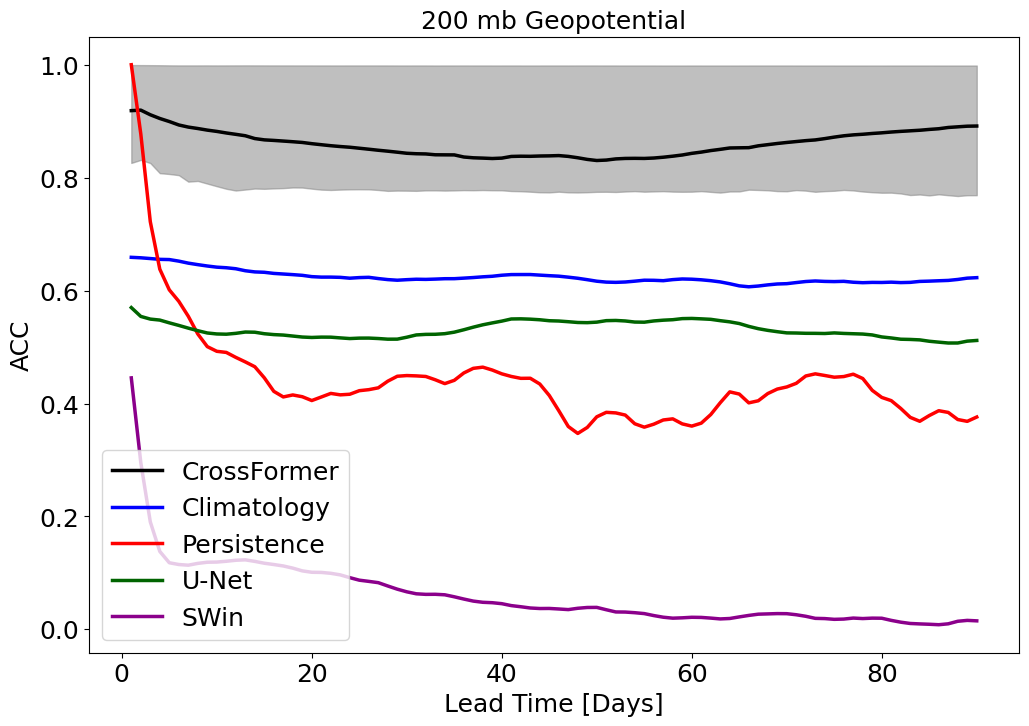 200 mb Geopotential
ACC
1.0
0.8
0.6
0.4
0.2
0.0
CrossFormer
Climatology
Persistence
U-Net
SWin
0 20 40 60 80
Lead Time [Days]